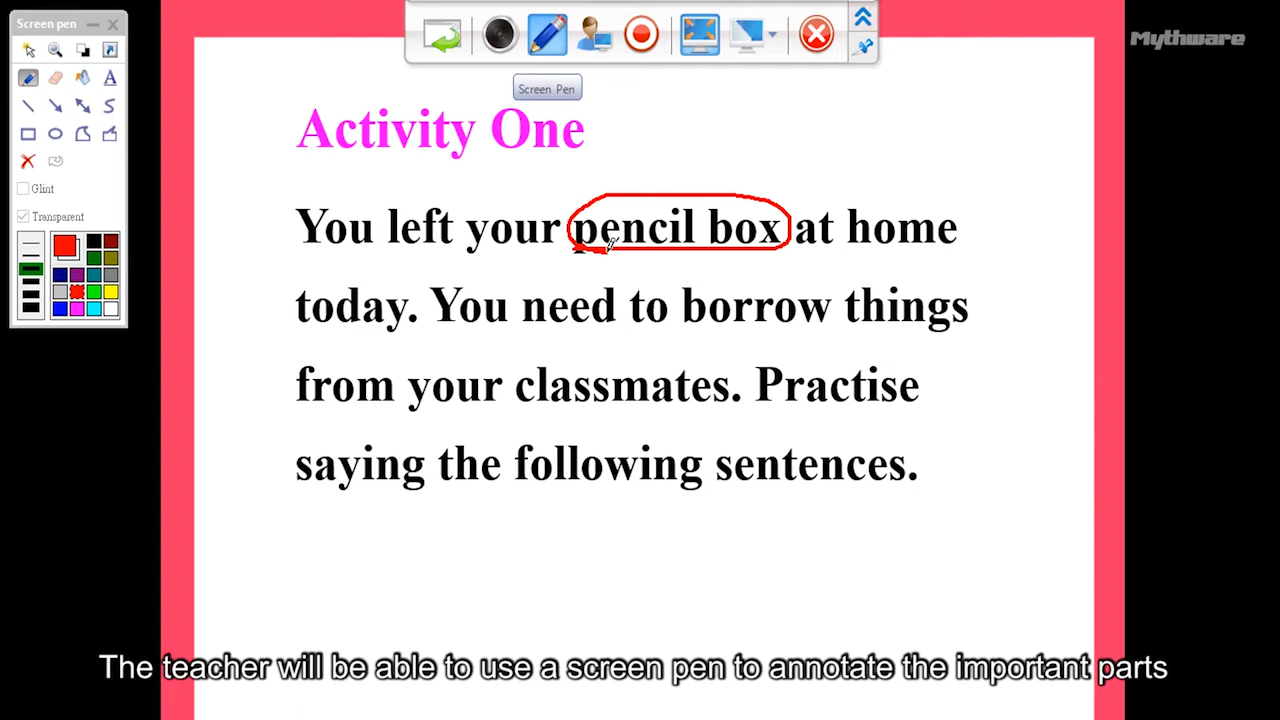 Screen pen
Mythware
A
Screen Pen
Glint
Transparent
Activity One
You left your pencil box at home
today. You need to borrow things
from your classmates. Practise
saying the following sentences.
The teacher will be able to use a screen pen to annotate the important parts